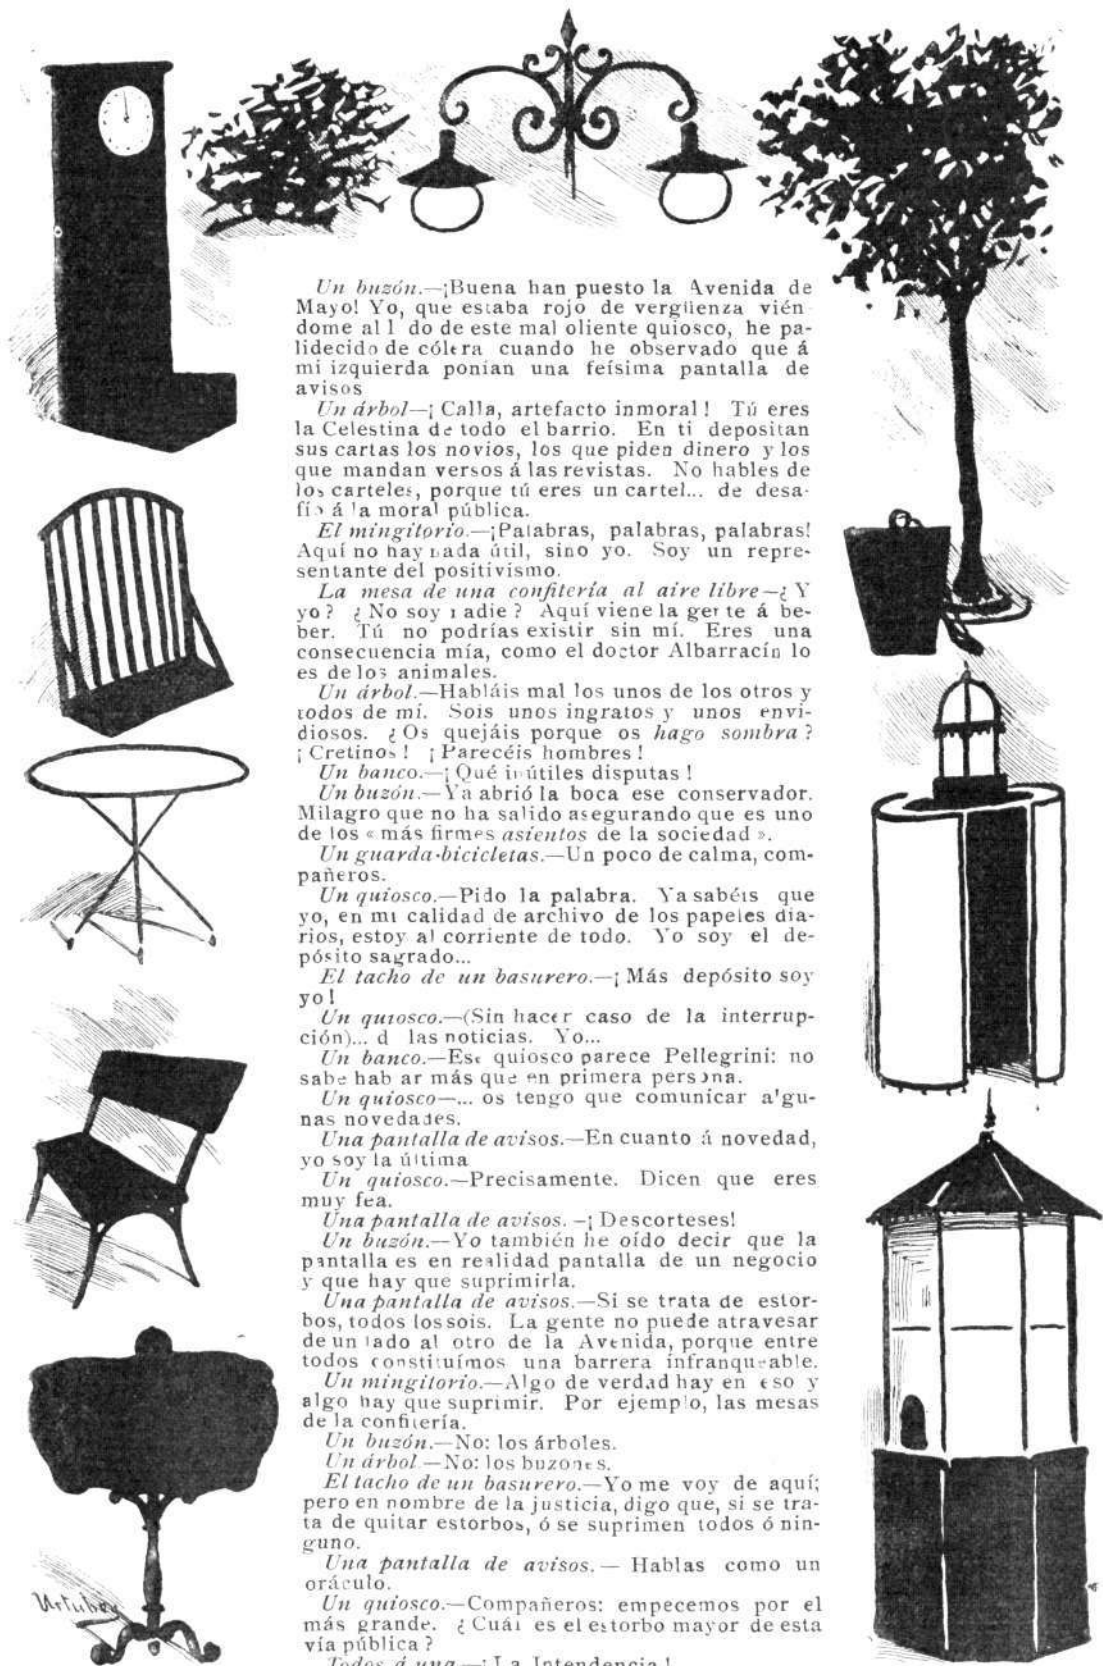 Un buzón.—¡Buena han puesto la Avenida de
Mayo! Yo, que estaba rojo de vergüenza vién
dome al l do de este mal oliente quiosco, he pa-
lidecido de cólera cuando he observado que á
mi izquierda ponían una feísima pantalla de
avisos
Un árbol—¡Calla, artefacto inmoral! Tú eres
la Celestina de todo el barrio. En ti depositan
sus cartas los novios, los que piden dinero y los
que mandan versos á las revistas. No hables de
los carteles, porque tú eres un cartel... de desa-
fío á la moral pública.
El mingitorio.—¡Palabras, palabras, palabras!
Aquí no hay nada útil, sino yo. Soy un repre-
sentante del positivismo.
La mesa de una confitería al aire libre—¿Y
yo? ¿No soy nadie? Aquí viene la gente á be-
ber. Tú no podrías existir sin mí. Eres una
consecuencia mía, como el doctor Albarracín lo
es de los animales.
Un árbol.—Habláis mal los unos de los otros y
todos de mí. Sois unos ingratos y unos envi-
diosos. ¿Os quejáis porque os hago sombra?
¡Cretinos! ¡Parecéis hombres!
Un banco.—¡Qué inútiles disputas!
Un buzón.—Ya abrió la boca ese conservador.
Milagro que no ha salido asegurando que es uno
de los «más firmes asientos de la sociedad».
Un guarda-bicicletas.—Un poco de calma, com-
pañeros.
Un quiosco.—Pido la palabra. Ya sabéis que
yo, en mi calidad de archivo de los papeles dia-
rios, estoy al corriente de todo. Yo soy el de-
pósito sagrado...
El tacho de un basurero.—¡Más depósito soy
yo!
Un quiosco.—(Sin hacer caso de la interrup-
ción)... d las noticias. Yo...
Un banco.—Ese quiosco parece Pellegrini: no
sabe hab ar más que en primera persona.
Un quiosco—... os tengo que comunicar algu-
nas novedades.
Una pantalla de avisos.—En cuanto á novedad,
yo soy la última
Un quiosco.—Precisamente. Dicen que eres
muy fea.
Una pantalla de avisos.—¡Descorteses!
Un buzón.—Yo también he oído decir que la
pantalla es en realidad pantalla de un negocio
y que hay que suprimirla.
Una pantalla de avisos.—Si se trata de estor-
bos, todos los sois. La gente no puede atravesar
de un lado al otro de la Avenida, porque entre
todos constituímos una barrera infranqueable.
Un mingitorio.—Algo de verdad hay en eso y
algo hay que suprimir. Por ejemplo, las mesas
de la confitería.
Un buzón.—No: los árboles.
Un árbol—No: los buzones.
El tacho de un basurero.—Yo me voy de aquí;
pero en nombre de la justicia, digo que, si se tra-
ta de quitar estorbos, ó se suprimen todos ó nin-
guno.
Una pantalla de avisos.— Hablas como un
oráculo.
Un quiosco.—Compañeros: empecemos por el
más grande. ¿Cuál es el estorbo mayor de esta
vía pública?
Todos á una.—¡La Intendencia!